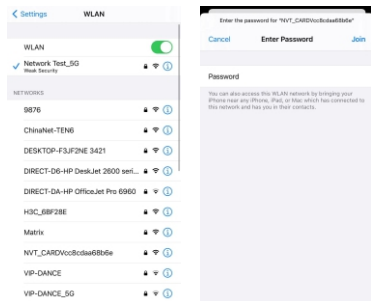 Settings
WLAN
WLAN
Network Test_5G
Weak Security
NETWORKS
9876
ChinaNet-TEN6
DESKTOP-F3JF2NE 3421
DIRECT-D6-HP DeskJet 2600 seri...
DIRECT-DA-HP OfficeJet Pro 6960
H3C_6BF28E
Matrix
NVT_CARDVcc8cdaa68b6e
VIP-DANCE
VIP-DANCE_5G
Enter the password for "NVT_CARDVcc8cdaa68b6e"
Cancel
Enter Password
Join
Password
You can also access this WLAN network by bringing your
iPhone near any iPhone, iPad, or Mac which has connected to
this network and has you in their contacts.